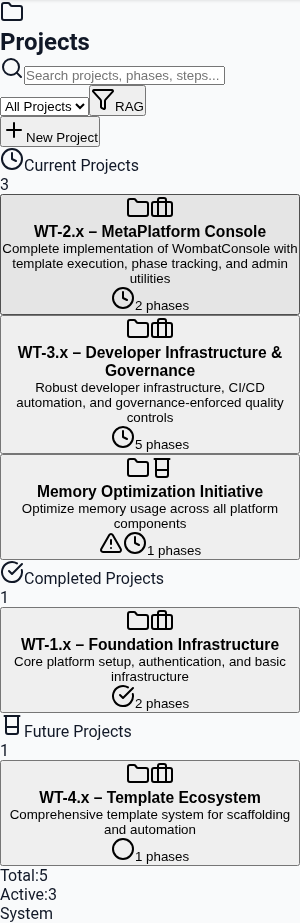 Projects
Search projects, phases, steps...
All Projects
RAG
New Project
Current Projects
3
WT-2.x – MetaPlatform Console
Complete implementation of WombatConsole with
template execution, phase tracking, and admin
utilities
2 phases
WT-3.x – Developer Infrastructure &
Governance
Robust developer infrastructure, CI/CD
automation, and governance-enforced quality
controls
5 phases
Memory Optimization Initiative
Optimize memory usage across all platform
components
1 phases
Completed Projects
1
WT-1.x – Foundation Infrastructure
Core platform setup, authentication, and basic
infrastructure
2 phases
Future Projects
1
WT-4.x – Template Ecosystem
Comprehensive template system for scaffolding
and automation
1 phases
Total:5
Active:3
System